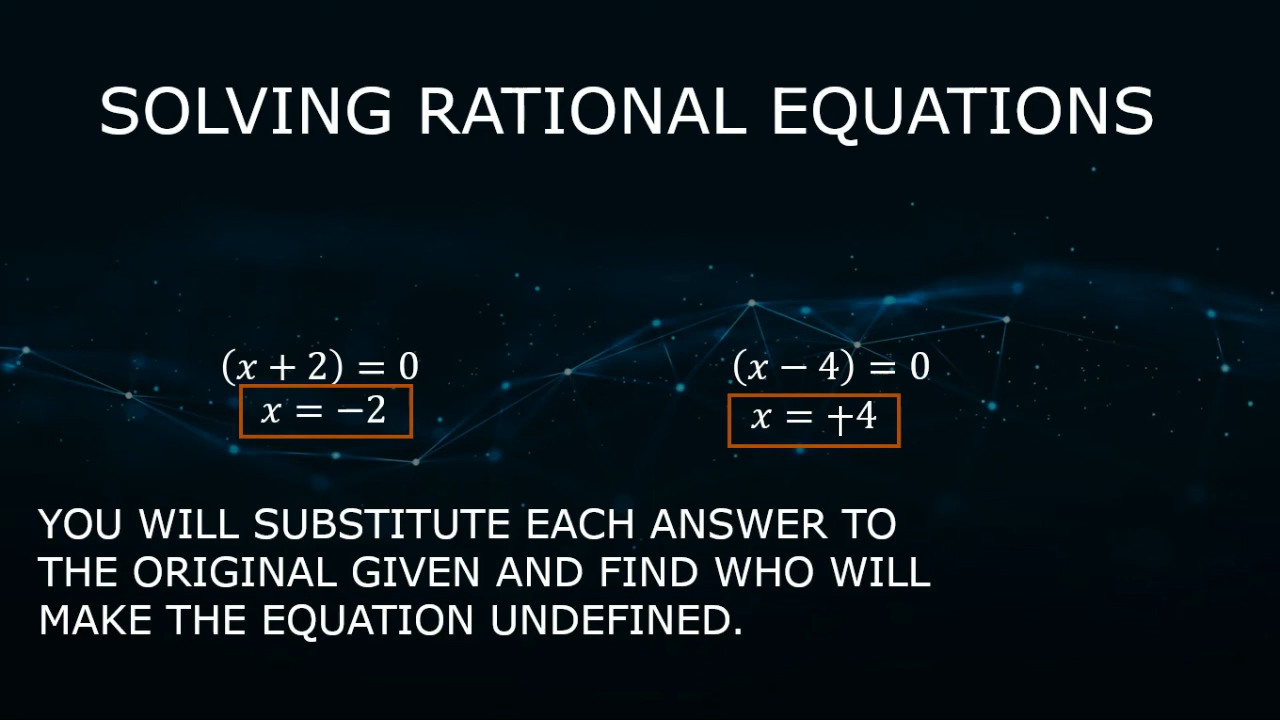 SOLVING RATIONAL EQUATIONS
(x + 2) = 0
x = −2
(x − 4) = 0
x = +4
YOU WILL SUBSTITUTE EACH ANSWER TO
THE ORIGINAL GIVEN AND FIND WHO WILL
MAKE THE EQUATION UNDEFINED.